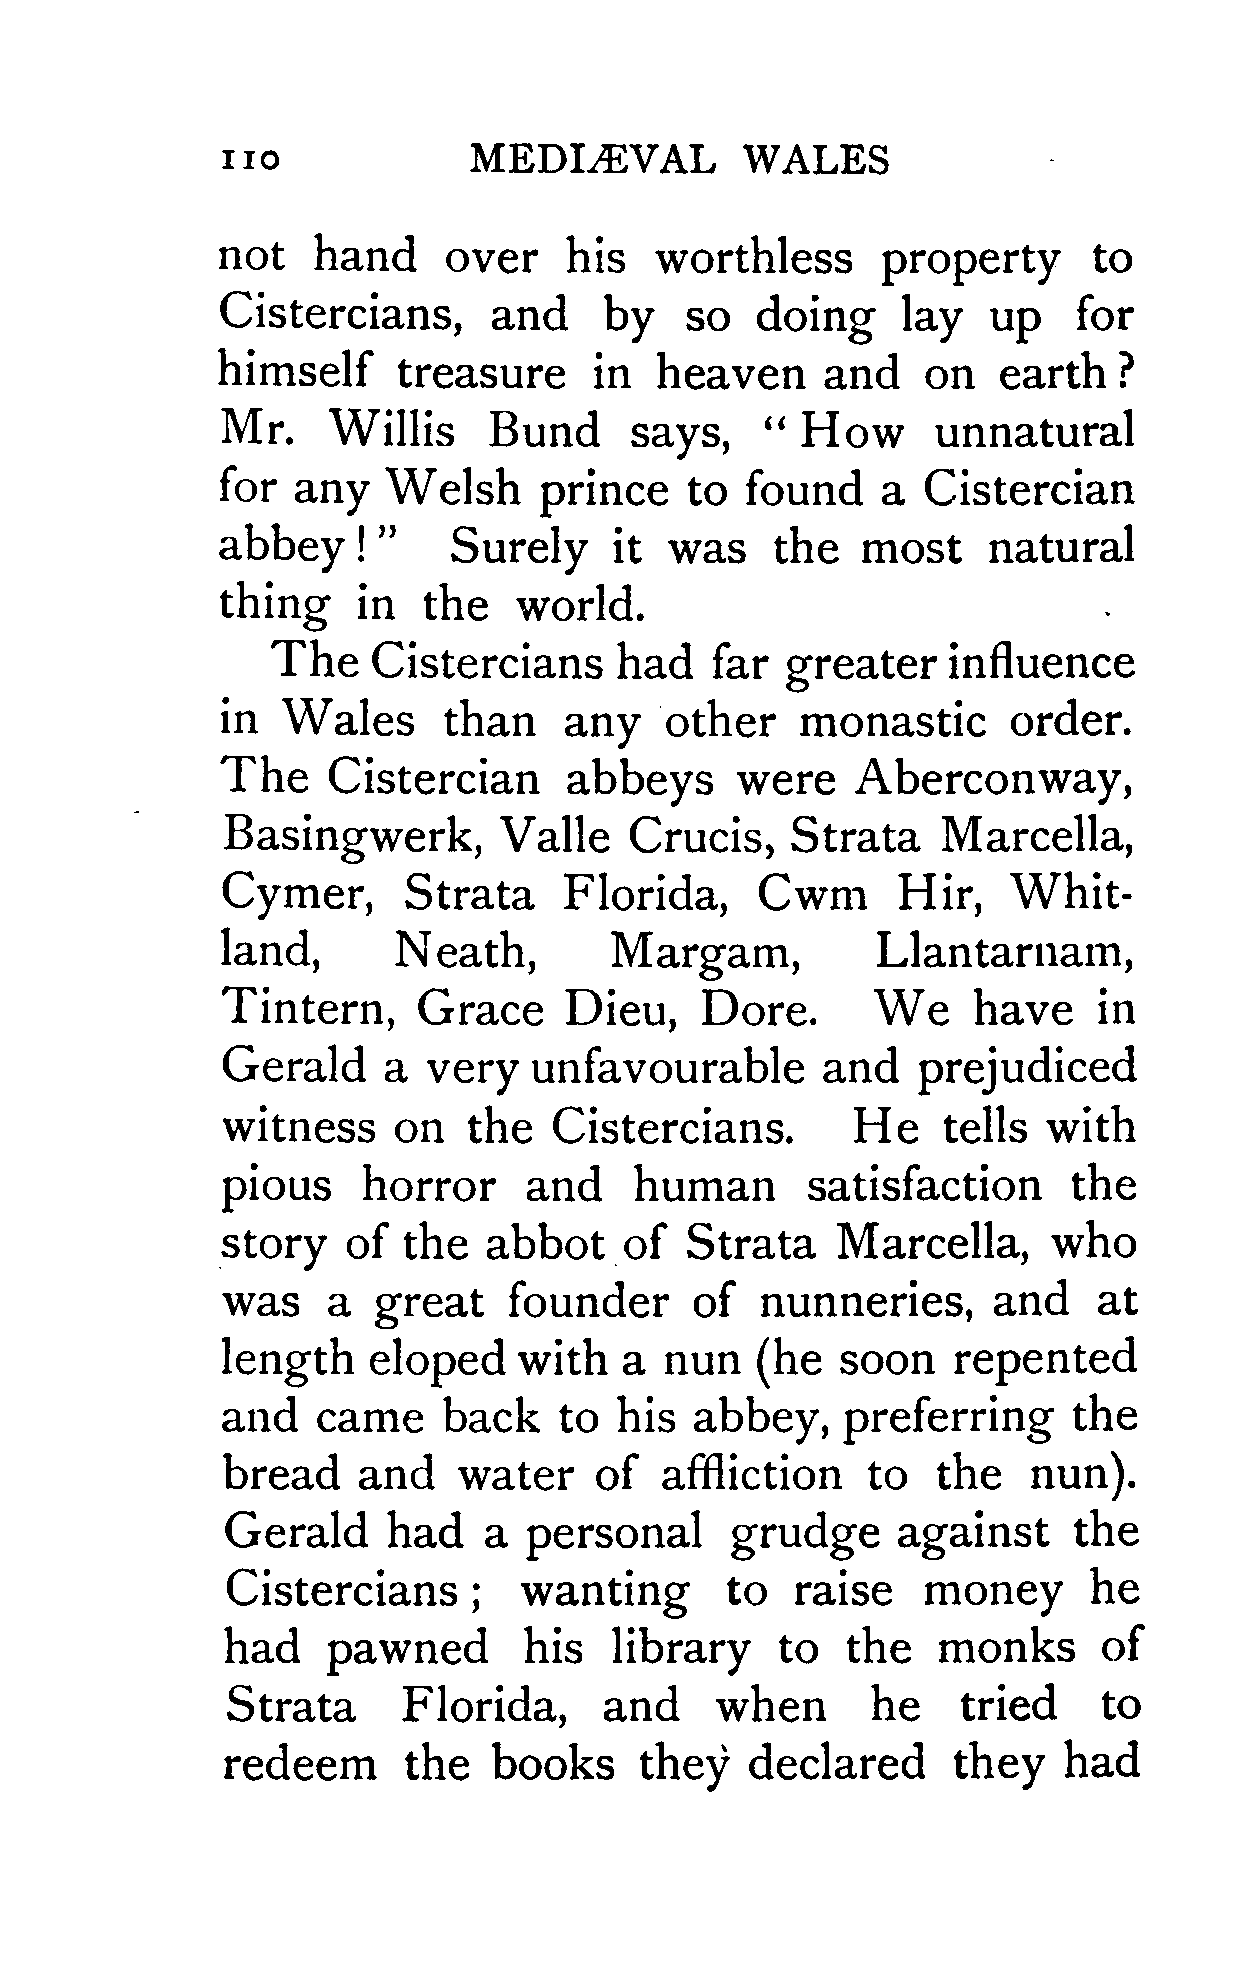 110 MEDIÆVAL WALES
not hand over his worthless property to
Cistercians, and by so doing lay up for
himself treasure in heaven and on earth?
Mr. Willis Bund says, "How unnatural
for any Welsh prince to found a Cistercian
abbey!" Surely it was the most natural
thing in the world.
The Cistercians had far greater influence
in Wales than any other monastic order.
The Cistercian abbeys were Aberconway,
Basingwerk, Valle Crucis, Strata Marcella,
Cymer, Strata Florida, Cwm Hir, Whit-
land, Neath, Margam, Llantarnam,
Tintern, Grace Dieu, Dore. We have in
Gerald a very unfavourable and prejudiced
witness on the Cistercians. He tells with
pious horror and human satisfaction the
story of the abbot of Strata Marcella, who
was a great founder of nunneries, and at
length eloped with a nun (he soon repented
and came back to his abbey, preferring the
bread and water of affliction to the nun).
Gerald had a personal grudge against the
Cistercians; wanting to raise money he
had pawned his library to the monks of
Strata Florida, and when he tried to
redeem the books they declared they had